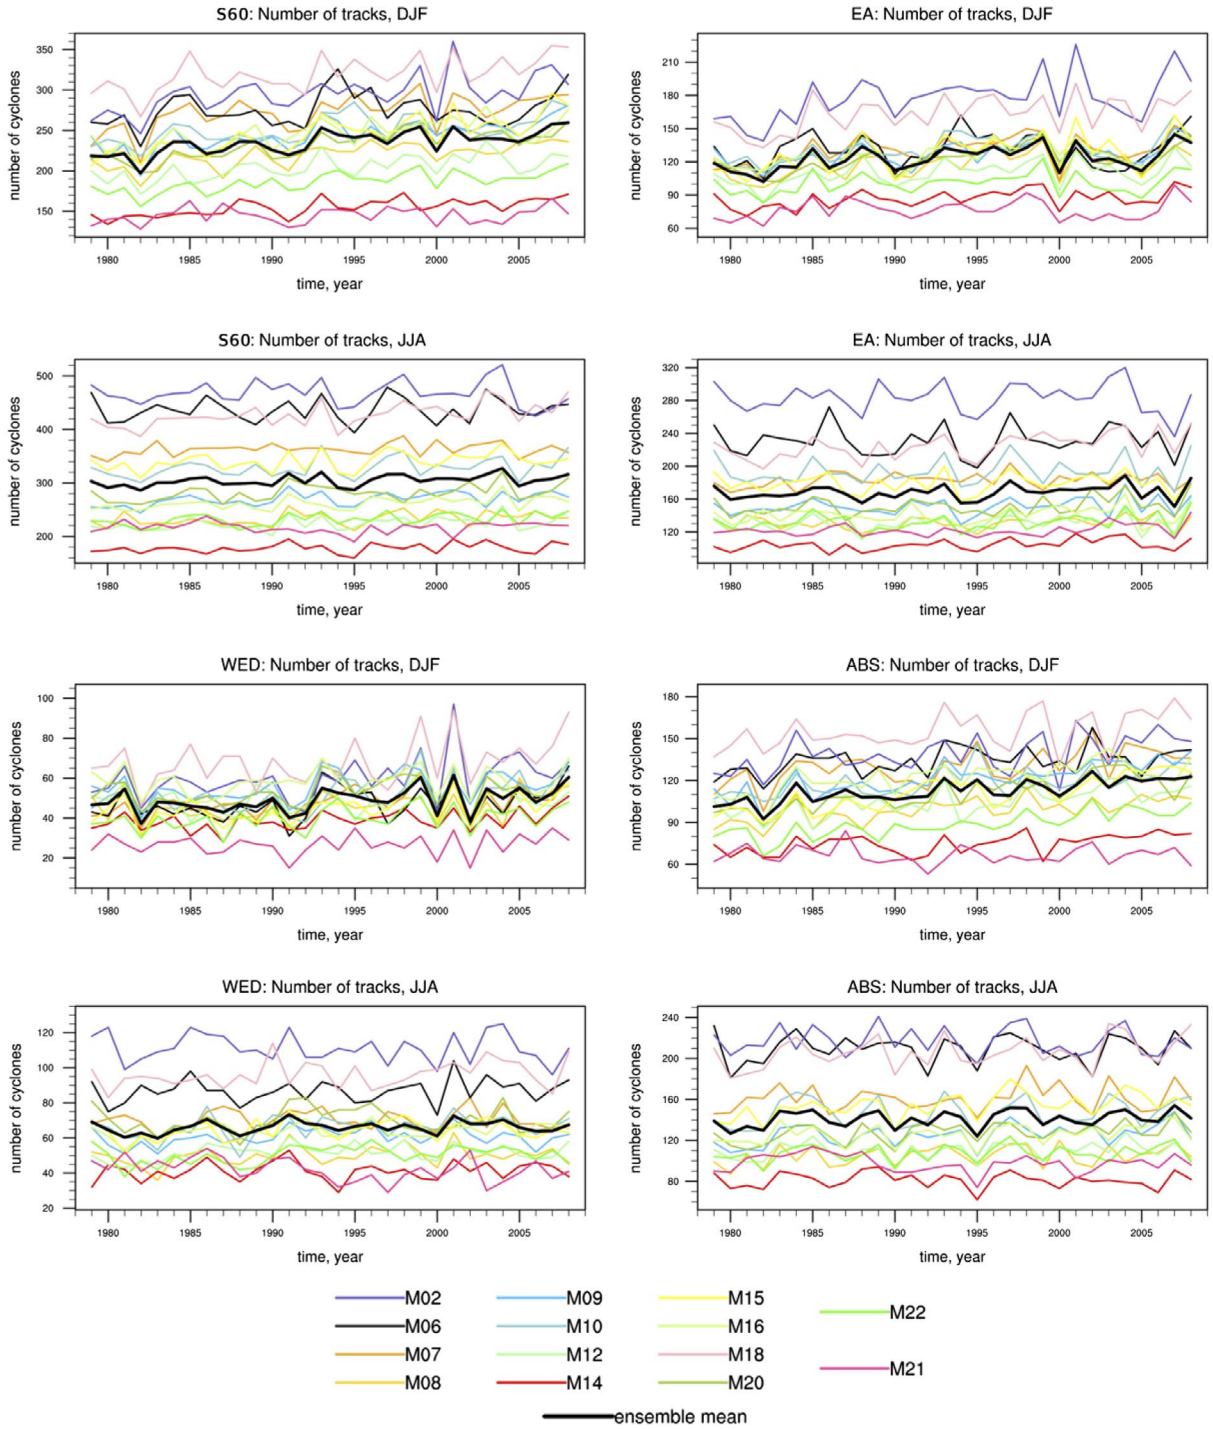 S60: Number of tracks, DJF
number of cyclones
350
300
250
200
150
1980 1985 1990 1995 2000 2005
time, year
EA: Number of tracks, DJF
number of cyclones
210
180
150
120
90
60
1980 1985 1990 1995 2000 2005
time, year
S60: Number of tracks, JJA
number of cyclones
500
400
300
200
1980 1985 1990 1995 2000 2005
time, year
EA: Number of tracks, JJA
number of cyclones
320
280
240
200
160
120
1980 1985 1990 1995 2000 2005
time, year
WED: Number of tracks, DJF
number of cyclones
100
80
60
40
20
1980 1985 1990 1995 2000 2005
time, year
ABS: Number of tracks, DJF
number of cyclones
180
150
120
90
60
1980 1985 1990 1995 2000 2005
time, year
WED: Number of tracks, JJA
number of cyclones
120
100
80
60
40
20
1980 1985 1990 1995 2000 2005
time, year
ABS: Number of tracks, JJA
number of cyclones
240
200
160
120
80
1980 1985 1990 1995 2000 2005
time, year
M02
M06
M07
M08
M09
M10
M12
M14
M15
M16
M18
M20
M22
M21
ensemble mean